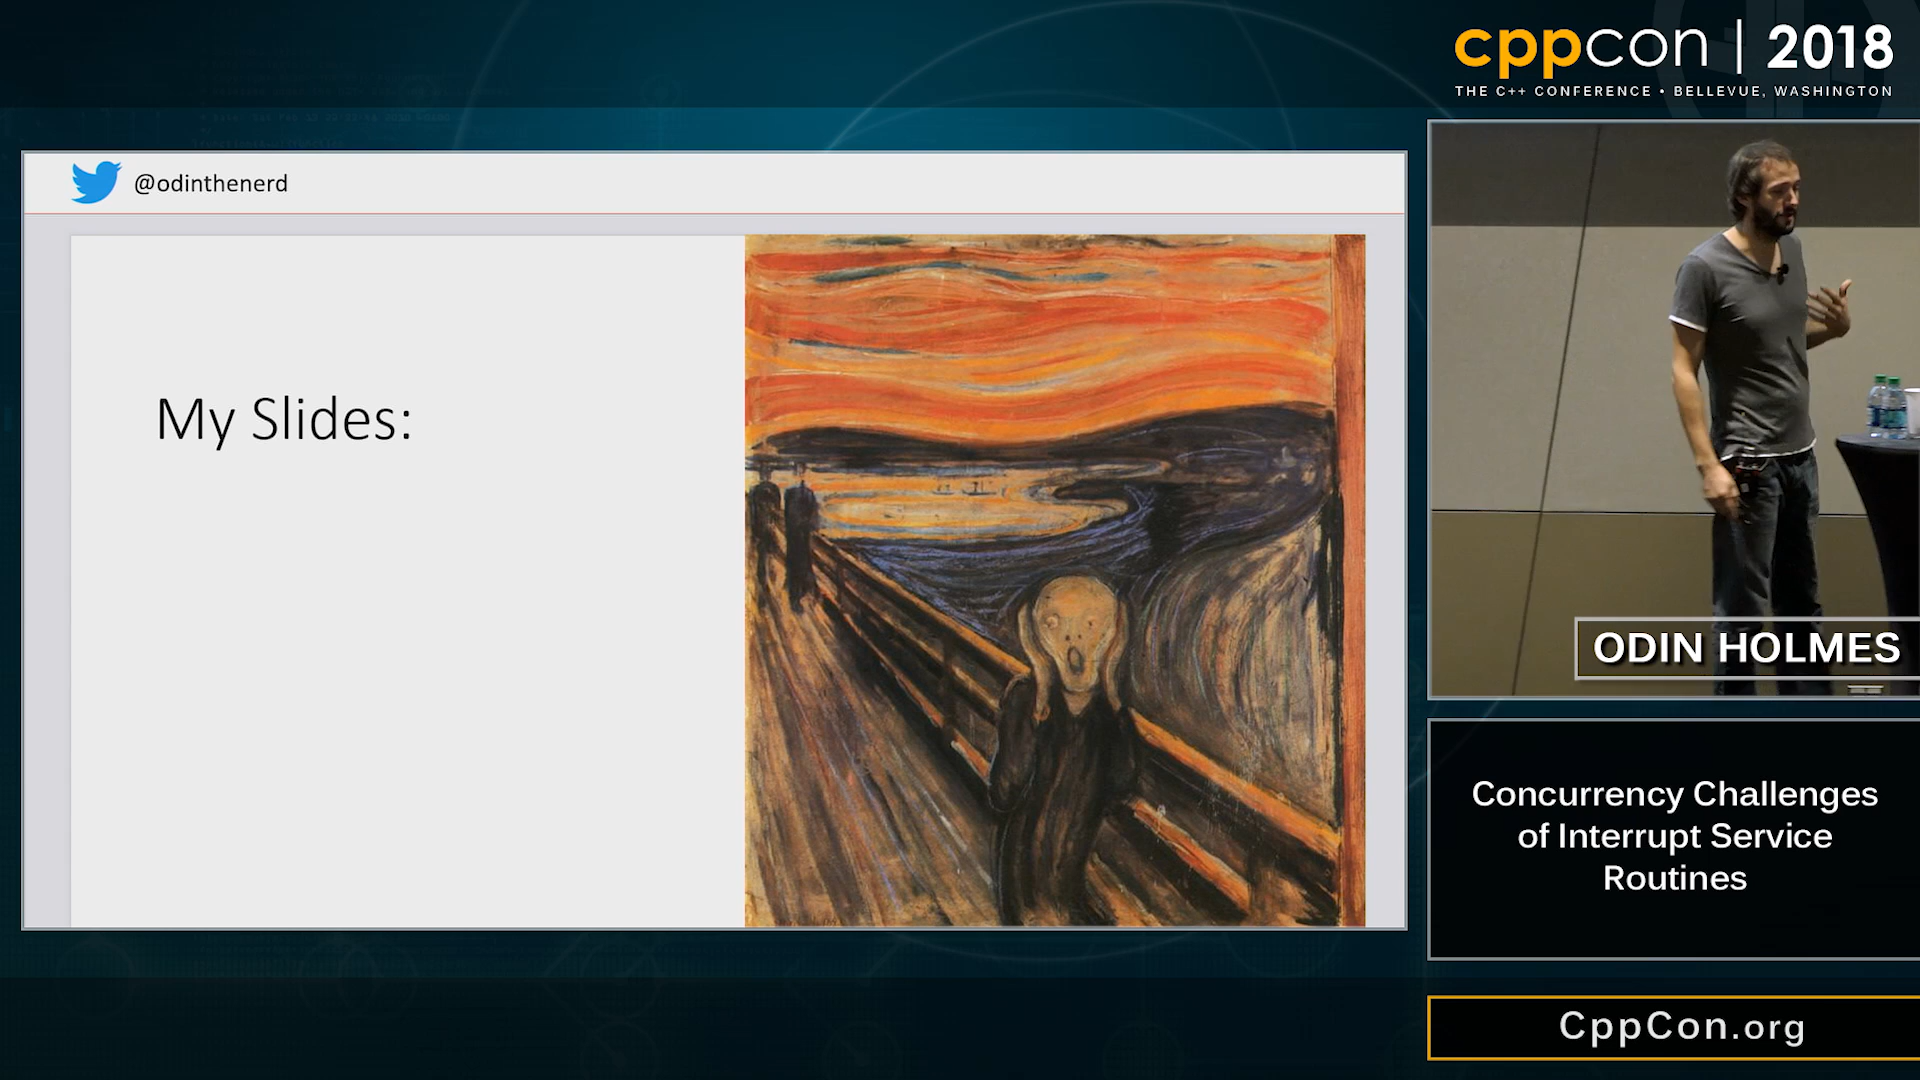 cppcon | 2018
THE C++ CONFERENCE • BELLEVUE, WASHINGTON
@odinthenerd
My Slides:
ODIN HOLMES
Concurrency Challenges
of Interrupt Service
Routines
CppCon.org